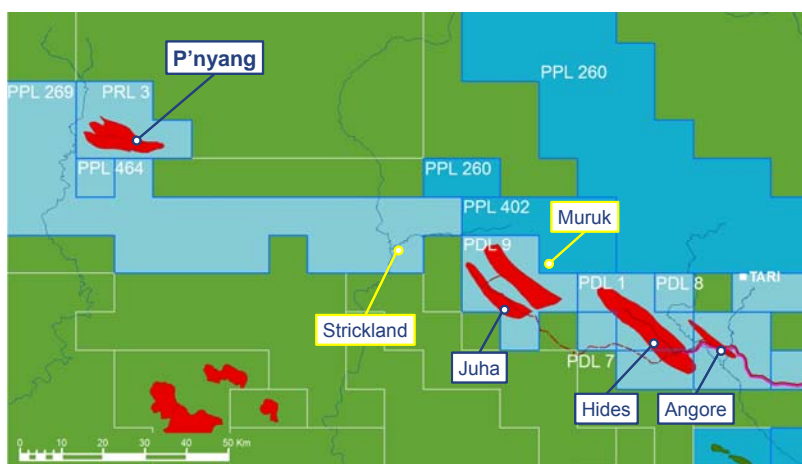 P'nyang
PPL 260
PPL 269
PRL 3
PPL 464
PPL 260
PPL 402
Muruk
PDL 9
PDL 1
PDL 8
TARI
Strickland
Juha
PDL 7
Hides
Angore
0
10
20
30
40
50 Km